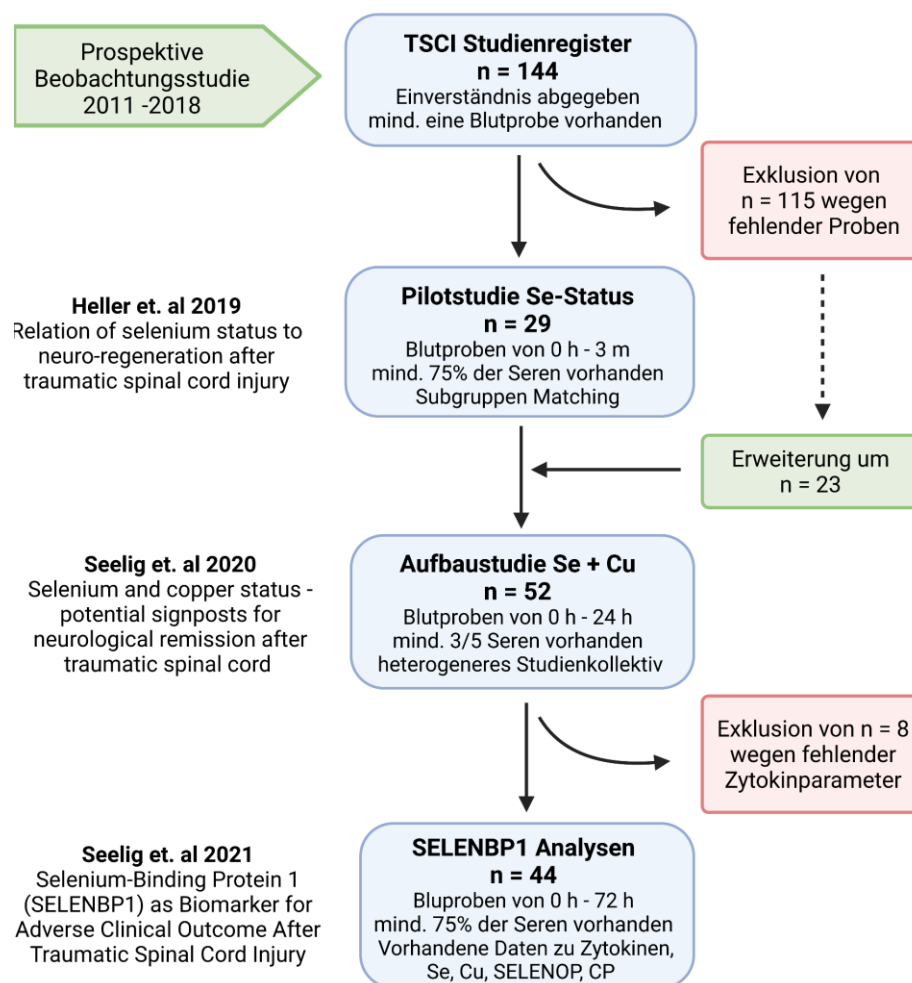 Prospektive
Beobachtungsstudie
2011 -2018
TSCI Studienregister
n = 144
Einverständnis abgegeben
mind. eine Blutprobe vorhanden
Exklusion von
n = 115 wegen
fehlender Proben
Heller et. al 2019
Relation of selenium status to
neuro-regeneration after
traumatic spinal cord injury
Pilotstudie Se-Status
n = 29
Blutproben von 0 h - 3 m
mind. 75% der Seren vorhanden
Subgruppen Matching
Erweiterung um
n = 23
Seelig et. al 2020
Selenium and copper status -
potential signposts for
neurological remission after
traumatic spinal cord
Aufbaustudie Se + Cu
n = 52
Blutproben von 0 h - 24 h
mind. 3/5 Seren vorhanden
heterogeneres Studienkollektiv
Exklusion von n = 8
wegen fehlender
Zytokinparameter
Seelig et. al 2021
Selenium-Binding Protein 1
(SELENBP1) as Biomarker for
Adverse Clinical Outcome After
Traumatic Spinal Cord Injury
SELENBP1 Analysen
n = 44
Bluproben von 0 h - 72 h
mind. 75% der Seren vorhanden
Vorhandene Daten zu Zytokinen,
Se, Cu, SELENOP, CP